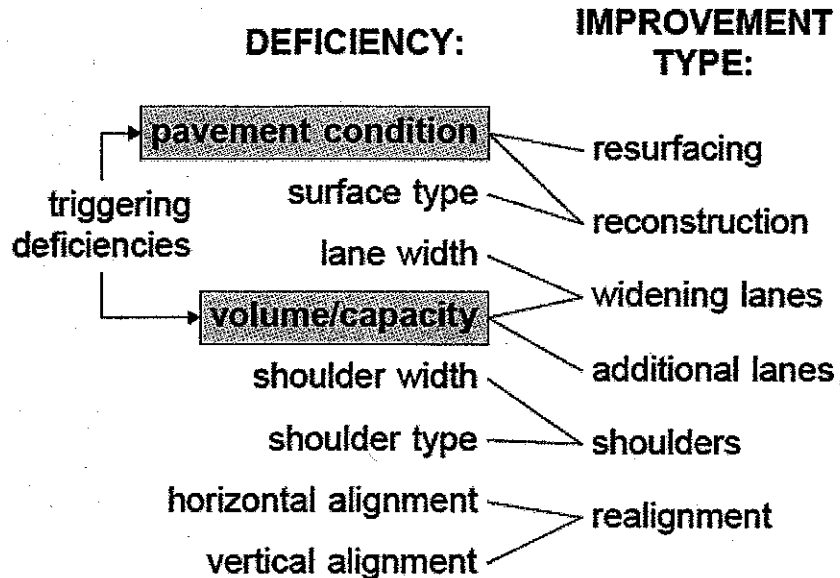 DEFICIENCY:
IMPROVEMENT
TYPE:
triggering
deficiencies
pavement condition
surface type
lane width
volume/capacity
shoulder width
shoulder type
horizontal alignment
vertical alignment
resurfacing
reconstruction
widening lanes
additional lanes
shoulders
realignment